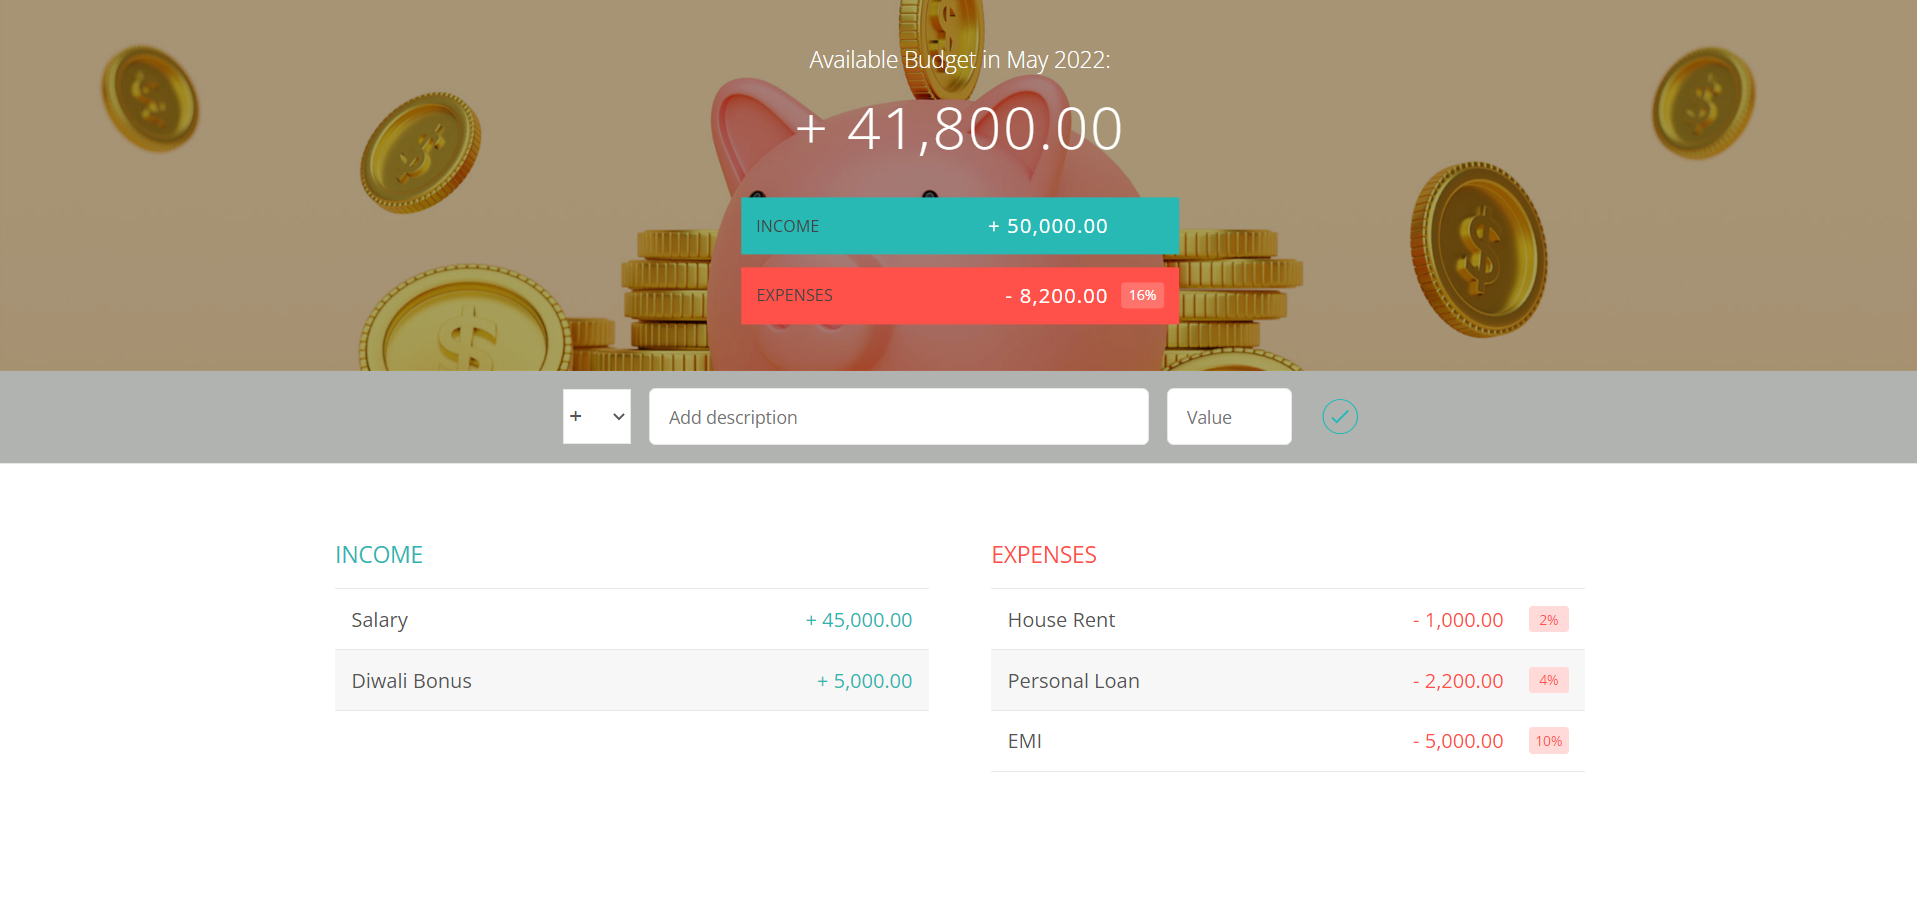 Available Budget in May 2022:
+ 41,800.00
INCOME + 50,000.00
EXPENSES - 8,200.00 16%
+ Add description Value
INCOME
Salary + 45,000.00
Diwali Bonus + 5,000.00
EXPENSES
House Rent - 1,000.00 2%
Personal Loan - 2,200.00 4%
EMI - 5,000.00 10%